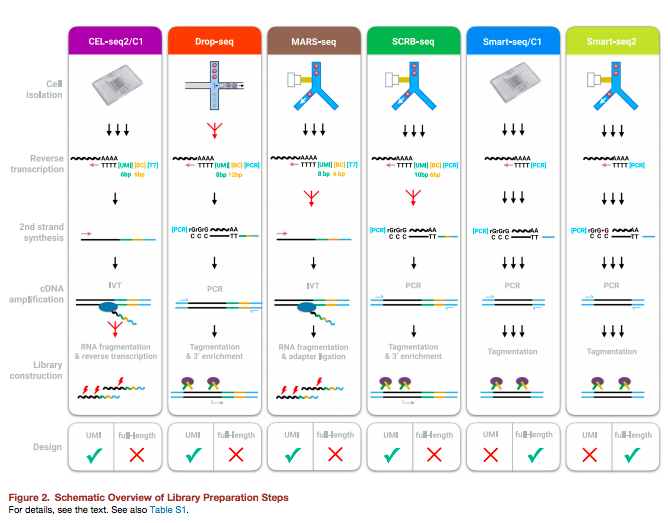 CEL-seq2/C1 Drop-seq MARS-seq SCRB-seq Smart-seq/C1 Smart-seq2
Cell
isolation
Reverse
transcription
AAAA
TTTT [UMI] [BC] [T7]
6bp 6bp
AAAA
TTTT [UMI] [BC] [PCR]
8bp 12bp
AAAA
TTTT [UMI] [BC] [T7]
8 bp 6 bp
AAAA
TTTT [UMI] [BC] [PCR]
10bp 6bp
AAAA
TTTT [PCR]
AAAA
TTTT [PCR]
2nd strand
synthesis
[PCR] rGrGrG AA
C C C TT
[PCR] rGrGrG AA
C C C TT
[PCR] rGrGrG AA
C C C TT
[PCR] rGrG+G AA
C C C TT
cDNA
amplification
IVT PCR IVT PCR PCR PCR
Library
construction
RNA fragmentation
& reverse transcription
Tagmentation
& 3' enrichment
RNA fragmentation
& adapter ligation
Tagmentation
& 3' enrichment
Tagmentation
Tagmentation
Design
UMI full-length UMI full-length UMI full-length UMI full-length UMI full-length UMI full-length
Figure 2. Schematic Overview of Library Preparation Steps
For details, see the text. See also Table S1.